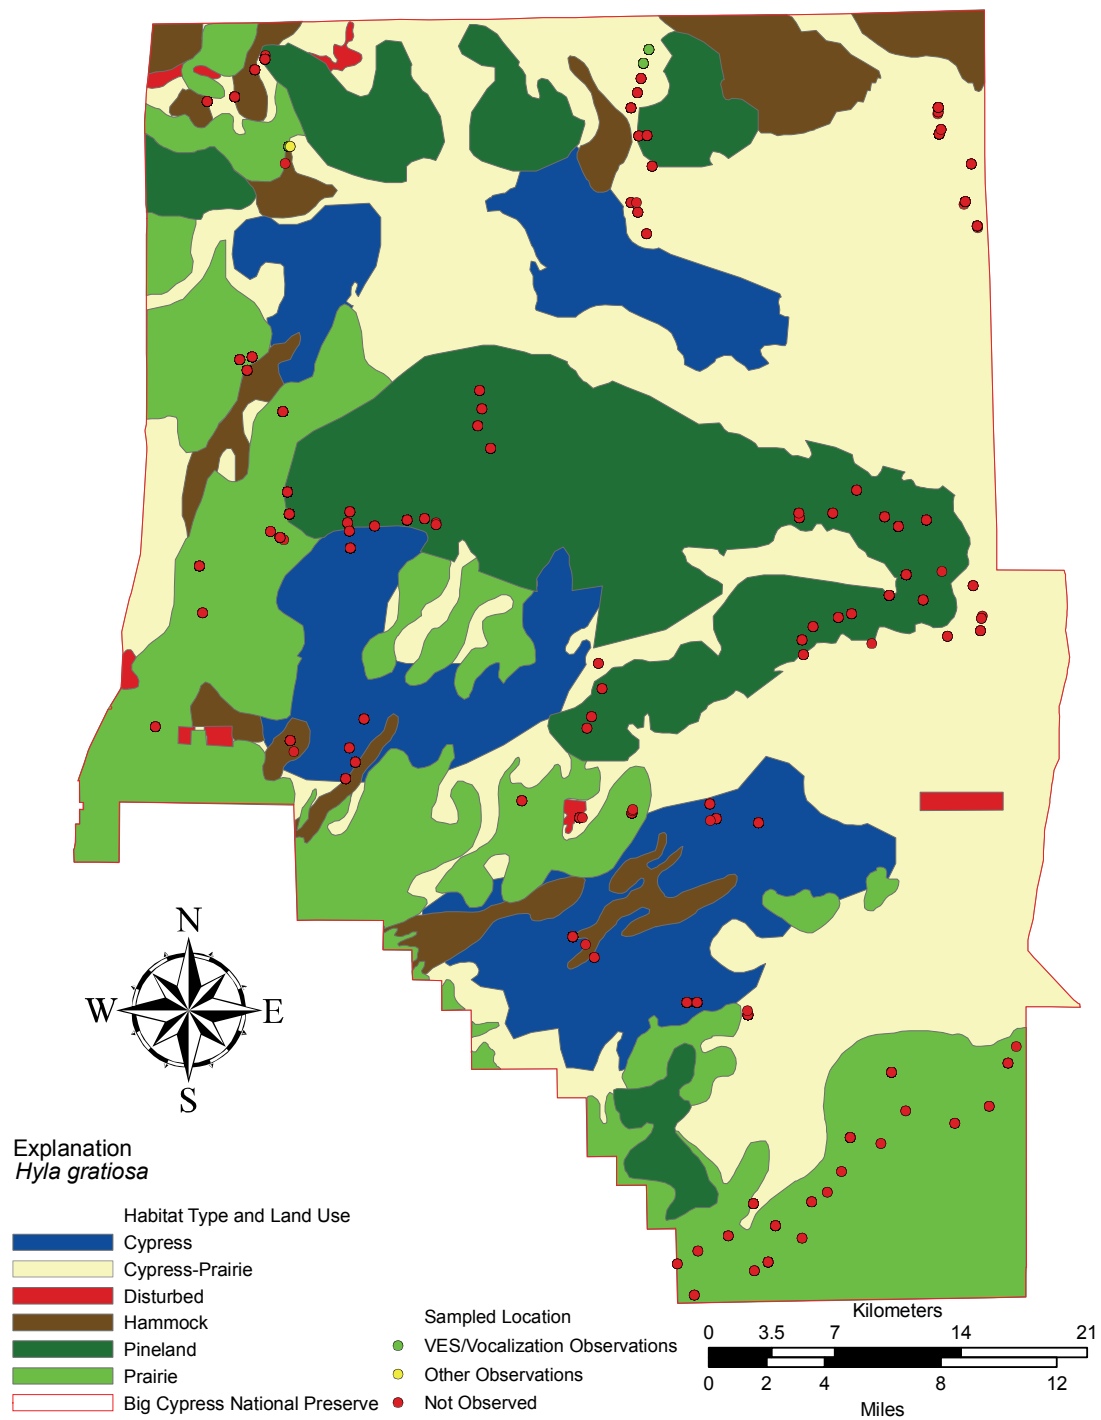 N
W
E
S
Explanation
Hyla gratiosa
Habitat Type and Land Use
Cypress
Cypress-Prairie
Disturbed
Hammock
Pineland
Prairie
Big Cypress National Preserve
Sampled Location
VES/Vocalization Observations
Other Observations
Not Observed
Kilometers
0 3.5 7 14 21
0 2 4 8 12
Miles